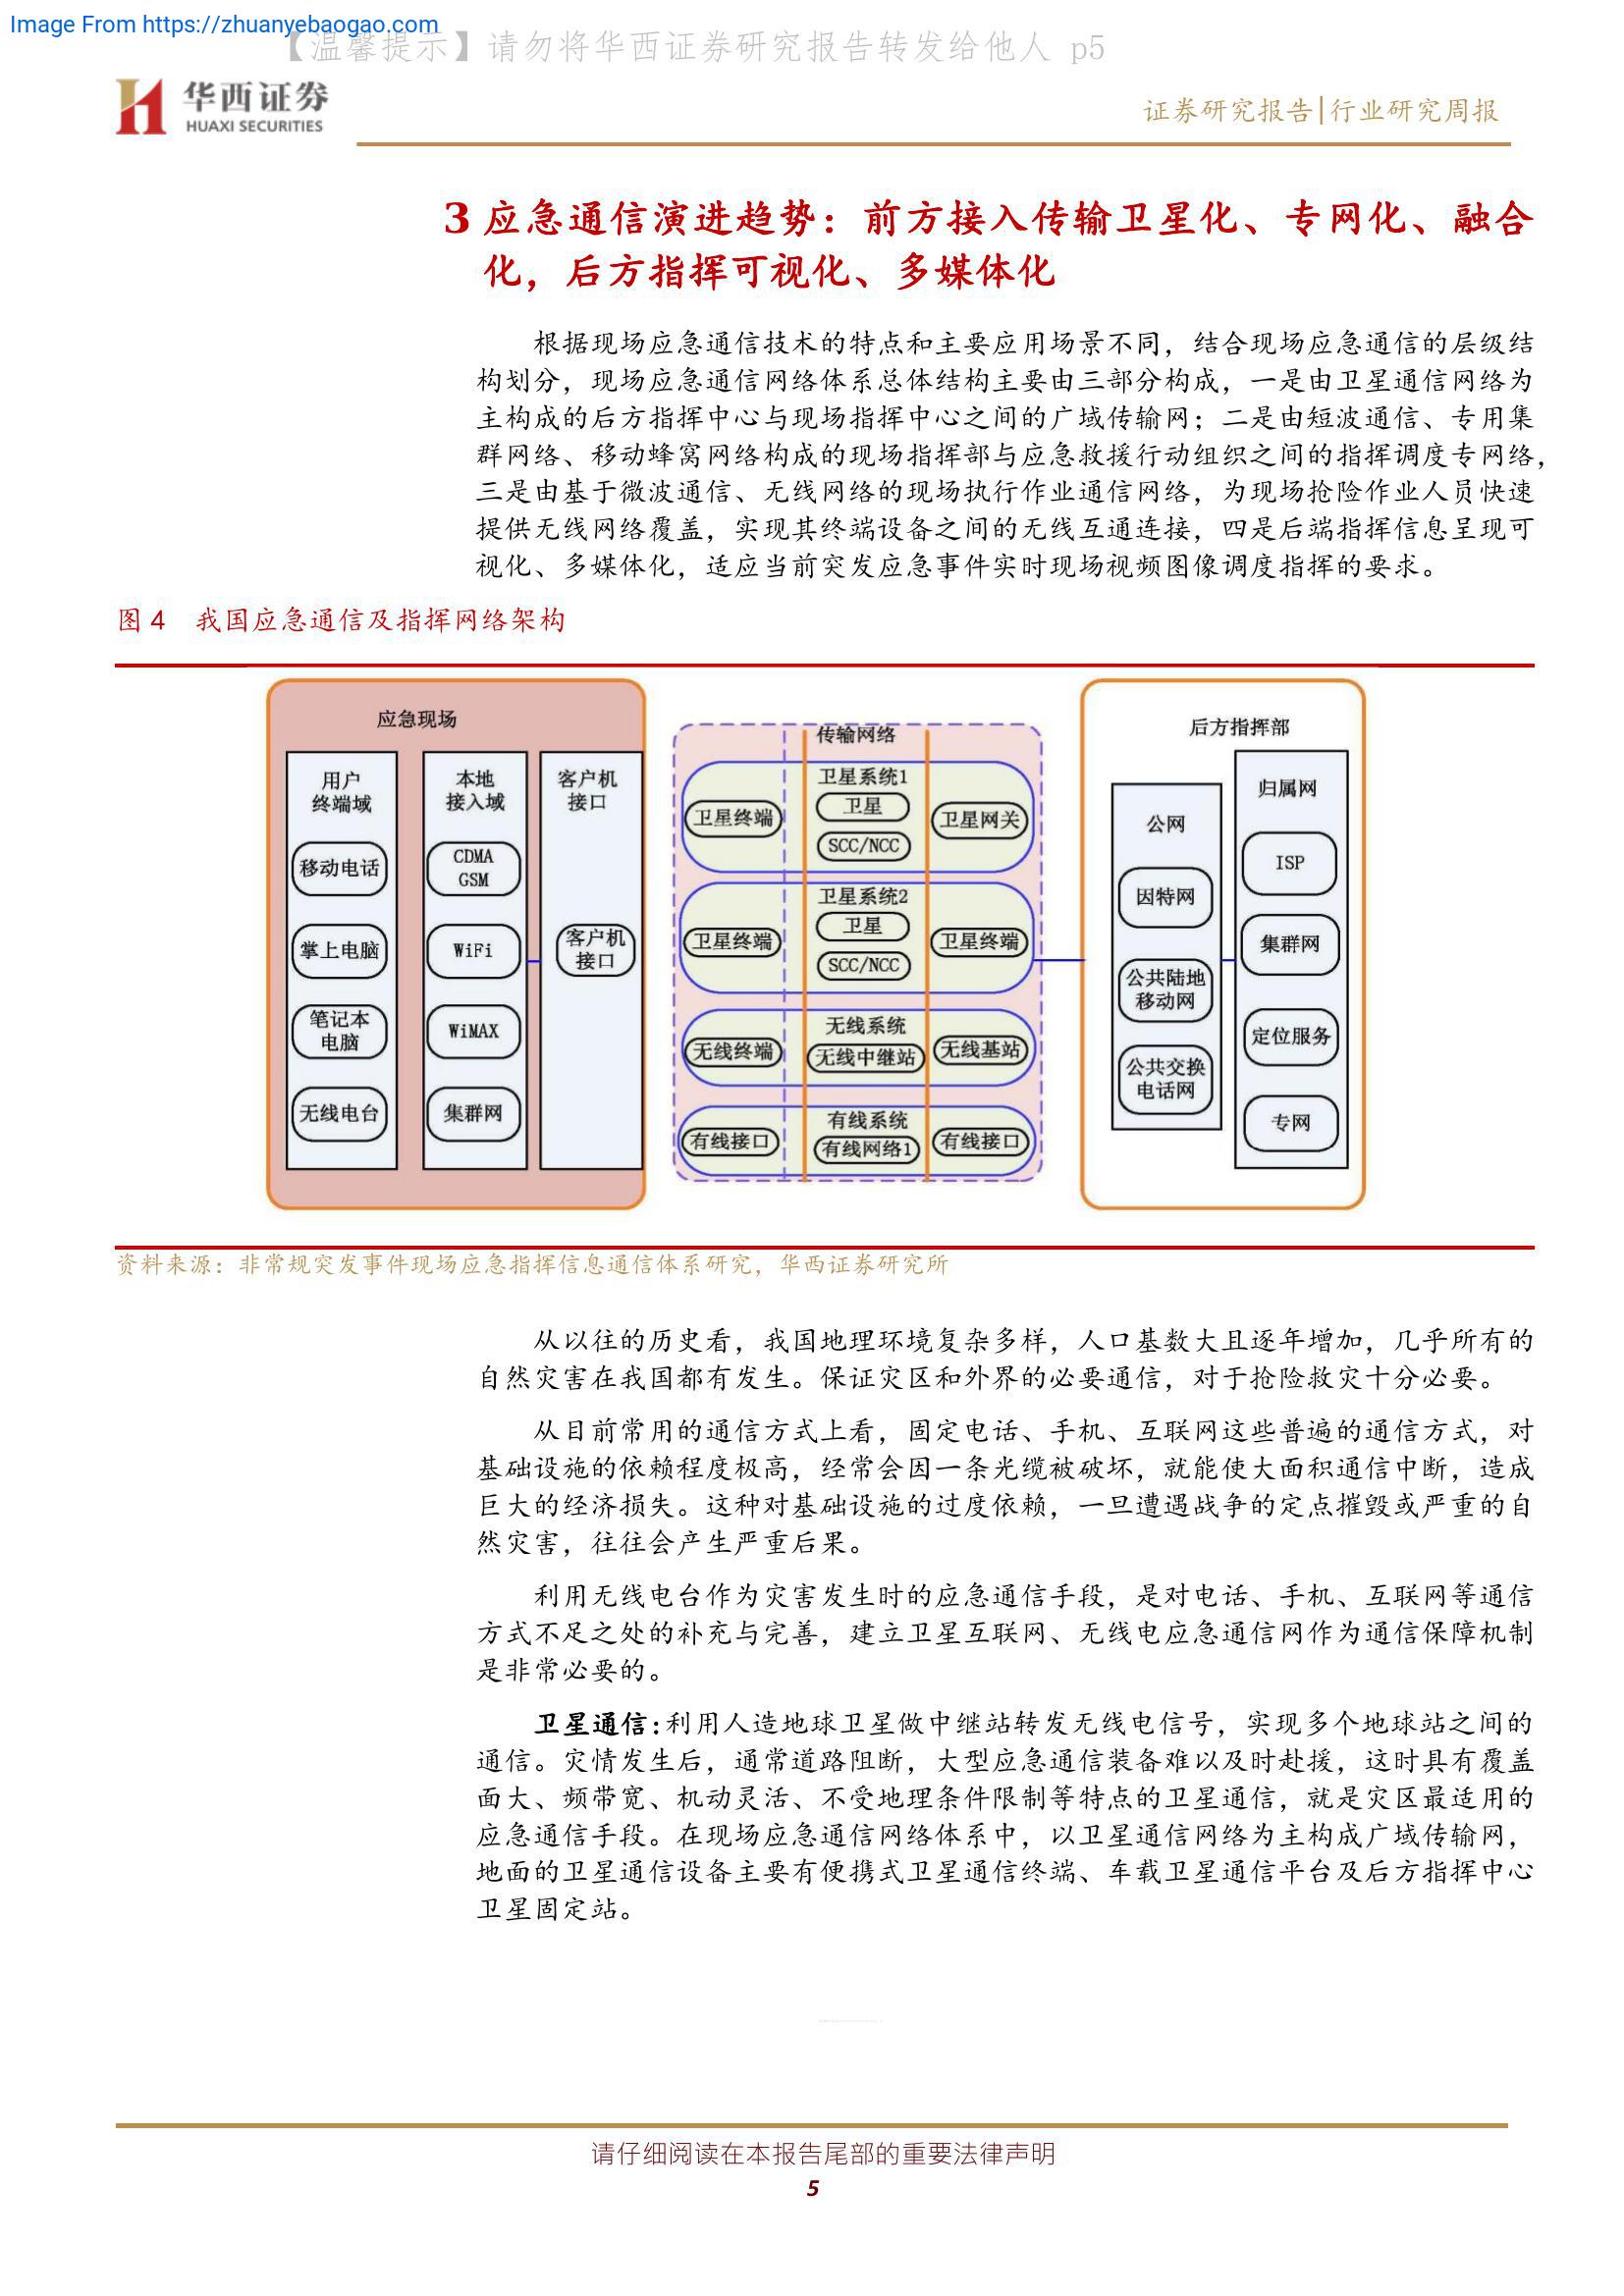 Image From https://zhuanyebaogao.com
【温馨提示】请勿将华西证券研究报告转发给他人 p5
华西证券
HUAXI SECURITIES
证券研究报告|行业研究周报
3 应急通信演进趋势：前方接入传输卫星化、专网化、融合
化，后方指挥可视化、多媒体化
根据现场应急通信技术的特点和主要应用场景不同，结合现场应急通信的层级结
构划分，现场应急通信网络体系总体结构主要由三部分构成，一是由卫星通信网络为
主构成的后方指挥中心与现场指挥中心之间的广域传输网；二是由短波通信、专用集
群网络、移动蜂窝网络构成的现场指挥部与应急救援行动组织之间的指挥调度专网络，
三是由基于微波通信、无线网络的现场执行作业通信网络，为现场抢险作业人员快速
提供无线网络覆盖，实现其终端设备之间的无线互通连接，四是后端指挥信息呈现可
视化、多媒体化，适应当前突发应急事件实时现场视频图像调度指挥的要求。
图 4 我国应急通信及指挥网络架构
应急现场
用户
终端域
移动电话
掌上电脑
笔记本
电脑
无线电台
本地
接入域
CDMA
GSM
WiFi
WiMAX
集群网
客户机
接口
客户机
接口
传输网络
卫星系统1
卫星终端
卫星
SCC/NCC
卫星网关
卫星系统2
卫星终端
卫星
SCC/NCC
卫星终端
无线系统
无线终端
无线中继站
无线基站
有线系统
有线接口
有线网络1
有线接口
后方指挥部
公网
因特网
公共陆地
移动网
公共交换
电话网
归属网
ISP
集群网
定位服务
专网
资料来源：非常规突发事件现场应急指挥信息通信体系研究，华西证券研究所
从以往的历史看，我国地理环境复杂多样，人口基数大且逐年增加，几乎所有的
自然灾害在我国都有发生。保证灾区和外界的必要通信，对于抢险救灾十分必要。
从目前常用的通信方式上看，固定电话、手机、互联网这些普遍的通信方式，对
基础设施的依赖程度极高，经常会因一条光缆被破坏，就能使大面积通信中断，造成
巨大的经济损失。这种对基础设施的过度依赖，一旦遭遇战争的定点摧毁或严重的自
然灾害，往往会产生严重后果。
利用无线电台作为灾害发生时的应急通信手段，是对电话、手机、互联网等通信
方式不足之处的补充与完善，建立卫星互联网、无线电应急通信网作为通信保障机制
是非常必要的。
卫星通信:利用人造地球卫星做中继站转发无线电信号，实现多个地球站之间的
通信。灾情发生后，通常道路阻断，大型应急通信装备难以及时赴援，这时具有覆盖
面大、频带宽、机动灵活、不受地理条件限制等特点的卫星通信，就是灾区最适用的
应急通信手段。在现场应急通信网络体系中，以卫星通信网络为主构成广域传输网，
地面的卫星通信设备主要有便携式卫星通信终端、车载卫星通信平台及后方指挥中心
卫星固定站。
请仔细阅读在本报告尾部的重要法律声明
5